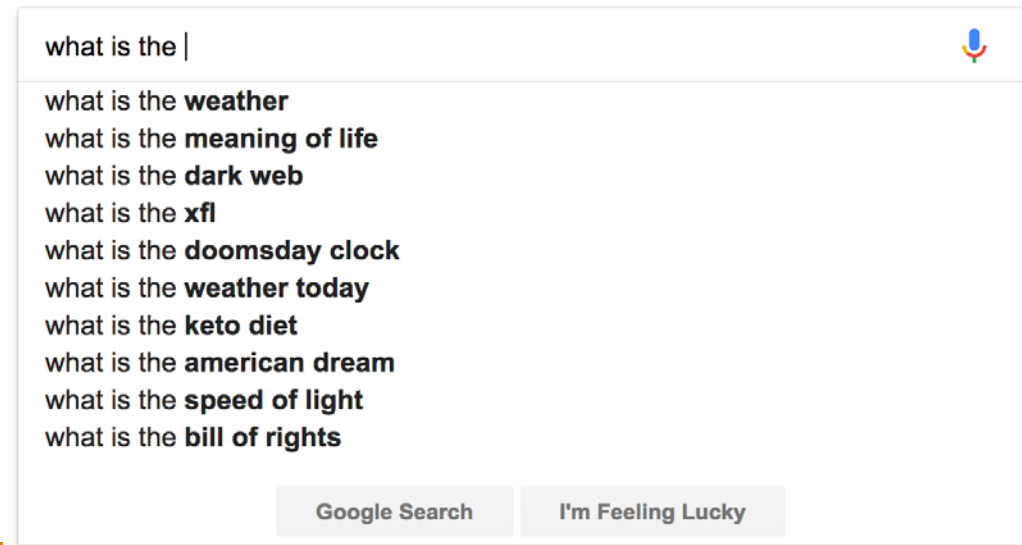 what is the
what is the weather
what is the meaning of life
what is the dark web
what is the xfl
what is the doomsday clock
what is the weather today
what is the keto diet
what is the american dream
what is the speed of light
what is the bill of rights
Google Search I'm Feeling Lucky